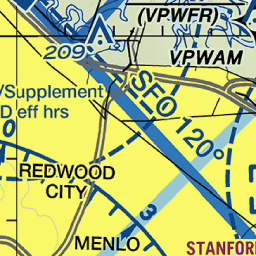 (VPWFR)
VPWAM
209
/Supplement
D eff hrs
SFO 120°
REDWOOD
CITY
3
MENLO
STANFOR